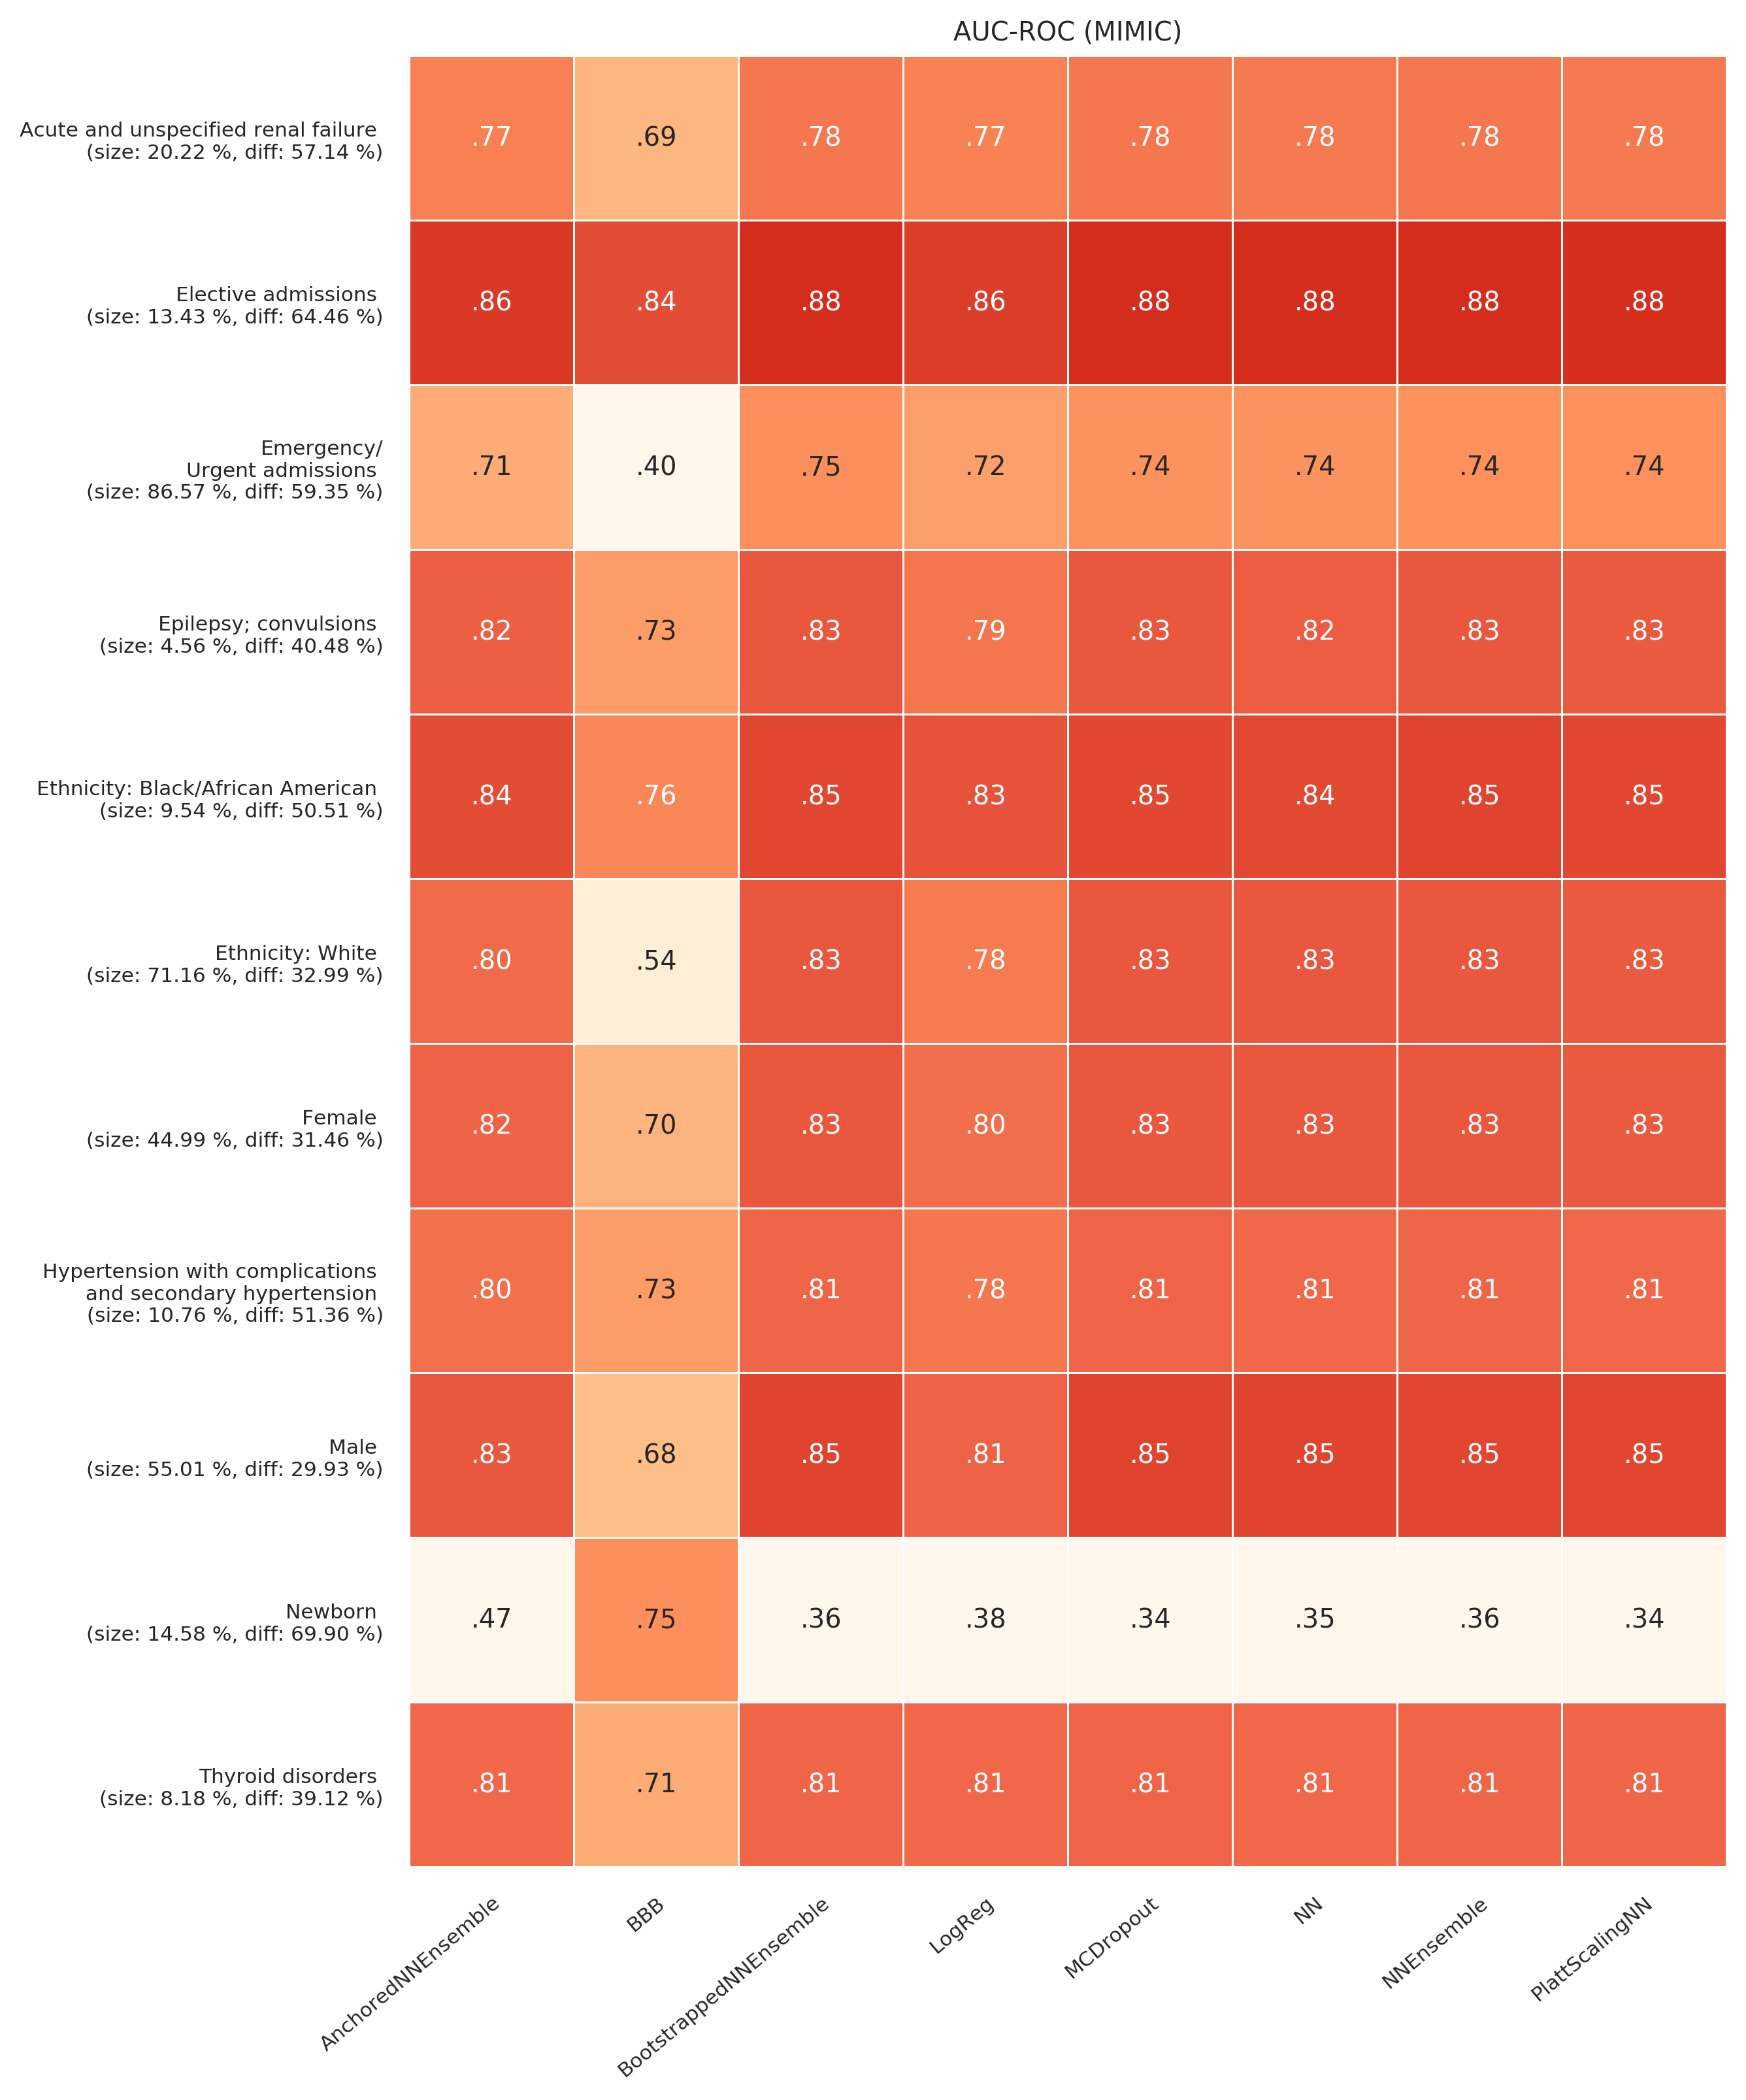 AUC-ROC (MIMIC)
Acute and unspecified renal failure
(size: 20.22 %, diff: 57.14 %)
.77 .69 .78 .77 .78 .78 .78 .78
Elective admissions
(size: 13.43 %, diff: 64.46 %)
.86 .84 .88 .86 .88 .88 .88 .88
Emergency/
Urgent admissions
(size: 86.57 %, diff: 59.35 %)
.71 .40 .75 .72 .74 .74 .74 .74
Epilepsy; convulsions
(size: 4.56 %, diff: 40.48 %)
.82 .73 .83 .79 .83 .82 .83 .83
Ethnicity: Black/African American
(size: 9.54 %, diff: 50.51 %)
.84 .76 .85 .83 .85 .84 .85 .85
Ethnicity: White
(size: 71.16 %, diff: 32.99 %)
.80 .54 .83 .78 .83 .83 .83 .83
Female
(size: 44.99 %, diff: 31.46 %)
.82 .70 .83 .80 .83 .83 .83 .83
Hypertension with complications
and secondary hypertension
(size: 10.76 %, diff: 51.36 %)
.80 .73 .81 .78 .81 .81 .81 .81
Male
(size: 55.01 %, diff: 29.93 %)
.83 .68 .85 .81 .85 .85 .85 .85
Newborn
(size: 14.58 %, diff: 69.90 %)
.47 .75 .36 .38 .34 .35 .36 .34
Thyroid disorders
(size: 8.18 %, diff: 39.12 %)
.81 .71 .81 .81 .81 .81 .81 .81
AnchoredNNEnsemble
BBB
BootstrappedNNEnsemble
LogReg
MCDropout
NN
NNEnsemble
PlattScalingNN